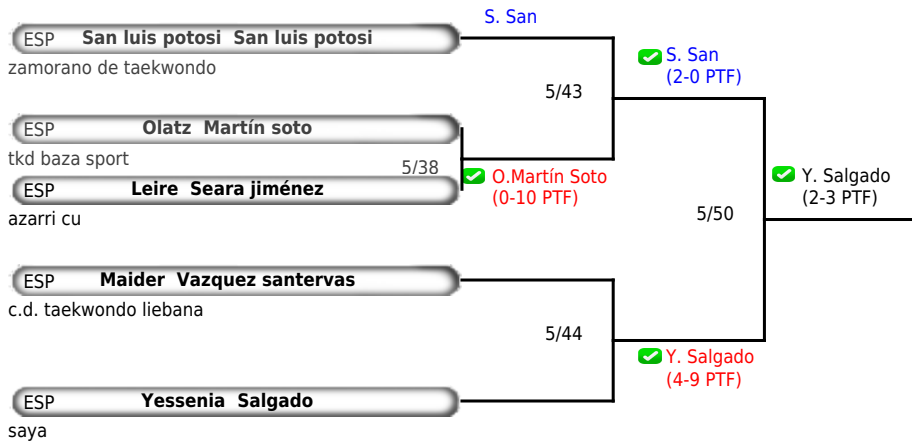 S. San
ESP San luis potosi San luis potosi
zamorano de taekwondo
S. San
(2-0 PTF)
5/43
ESP Olatz Martín soto
tkd baza sport
5/38
O.Martín Soto
(0-10 PTF)
ESP Leire Seara jiménez
azarri cu
Y. Salgado
(2-3 PTF)
5/50
ESP Maider Vazquez santervas
c.d. taekwondo liebana
5/44
Y. Salgado
(4-9 PTF)
ESP Yessenia Salgado
saya